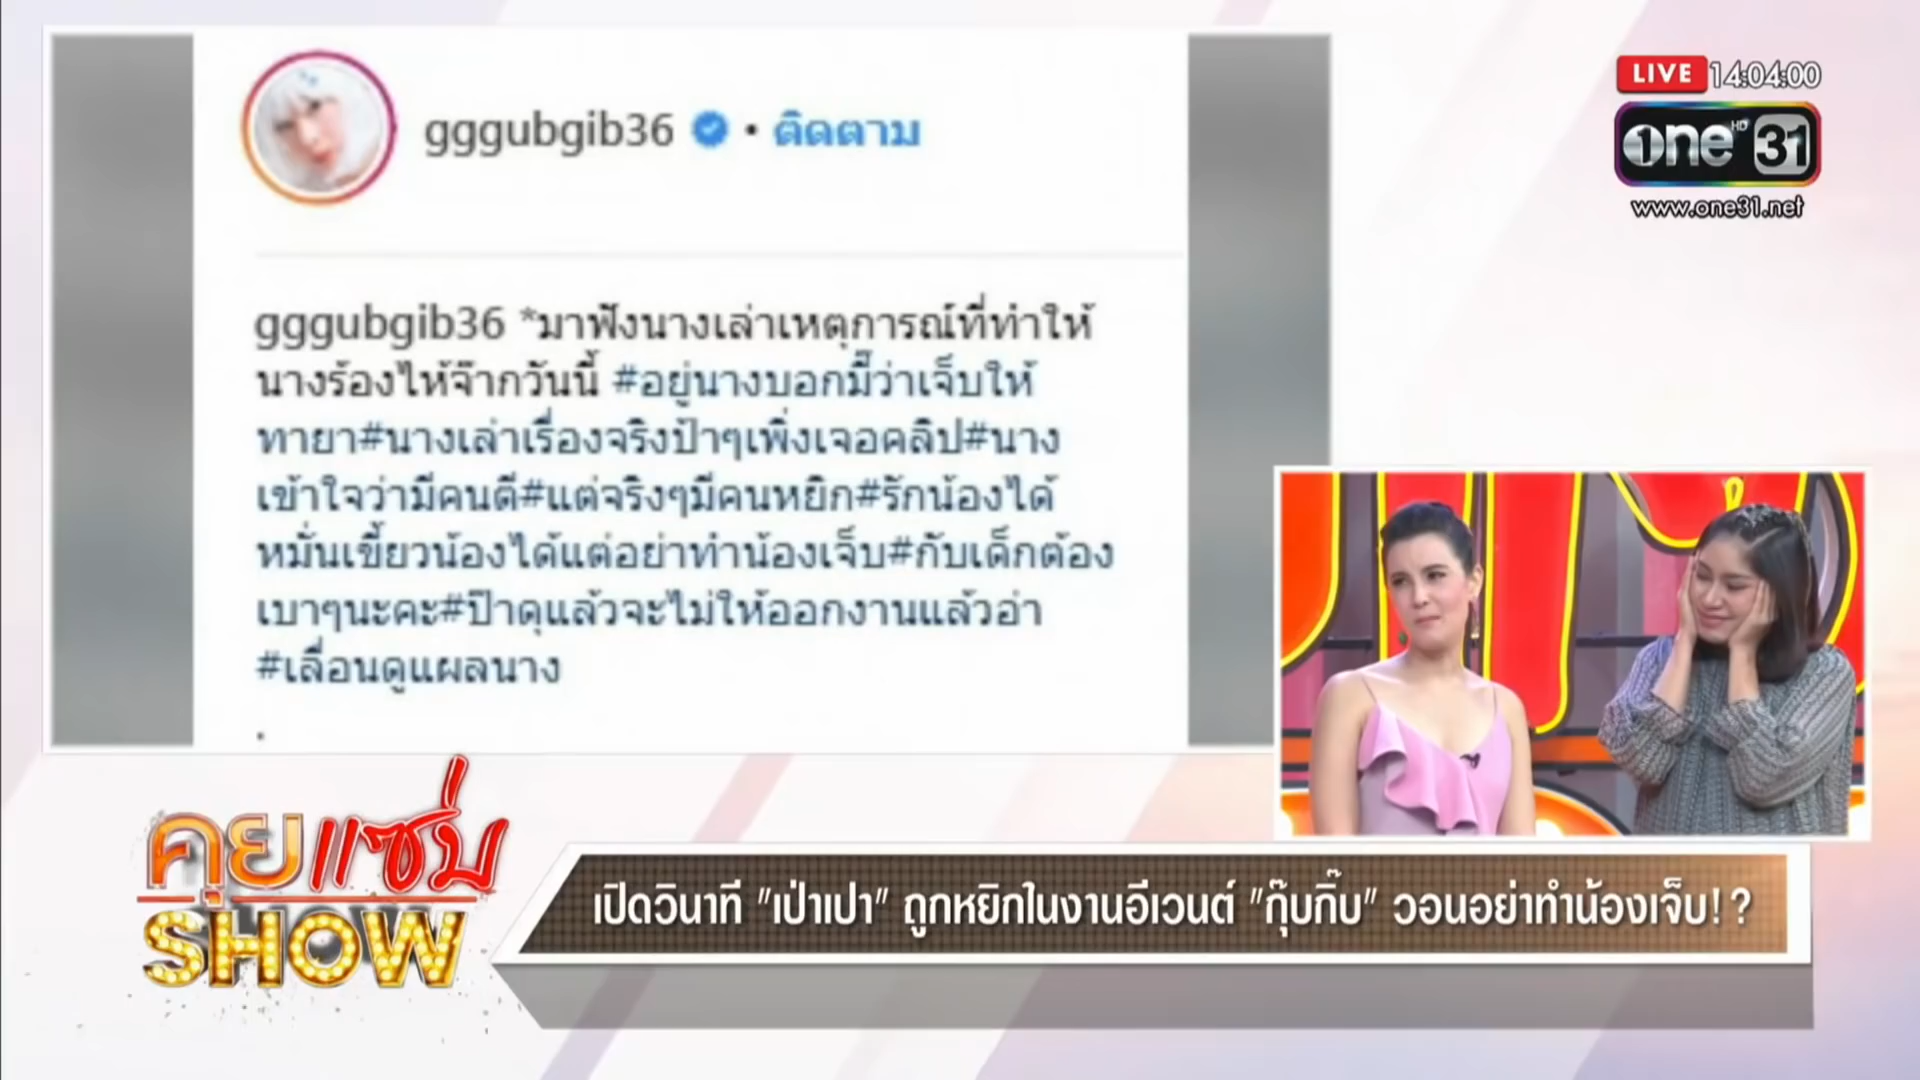 gggubgib36 • ติดตาม
gggubgib36 *มาฟังนางเล่าเหตุการณ์ที่ทำให้
นางร้องไห้จ๊ากวันนี้ #อยู่นางบอกมี๊ว่าเจ็บให้
ทายา#นางเล่าเรื่องจริงป้าๆเพิ่งเจอคลิป#นาง
เข้าใจว่ามีคนตี#แต่จริงๆมีคนหยิก#รักน้องได้
หมั่นเขี้ยวน้องได้แต่อย่าทำน้องเจ็บ#กับเด็กต้อง
เบาๆนะคะ#ป๊าดุแล้วจะไม่ให้ออกงานแล้วอ่า
#เลื่อนดูแผลนาง
.
LIVE 14:04:00
one HD 31
www.one31.net
คุยแซ่บ
SHOW
เปิดวินาที "เป่าเปา" ถูกหยิกในงานอีเวนต์ "กุ๊บกิ๊บ" วอนอย่าทำน้องเจ็บ!?